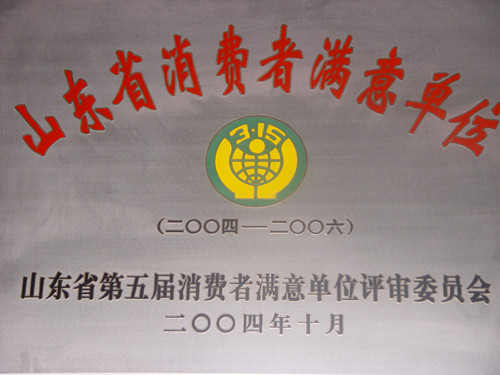 山东省消费者满意单位
3·15
(二〇〇四—二〇〇六)
山东省第五届消费者满意单位评审委员会
二〇〇四年十月